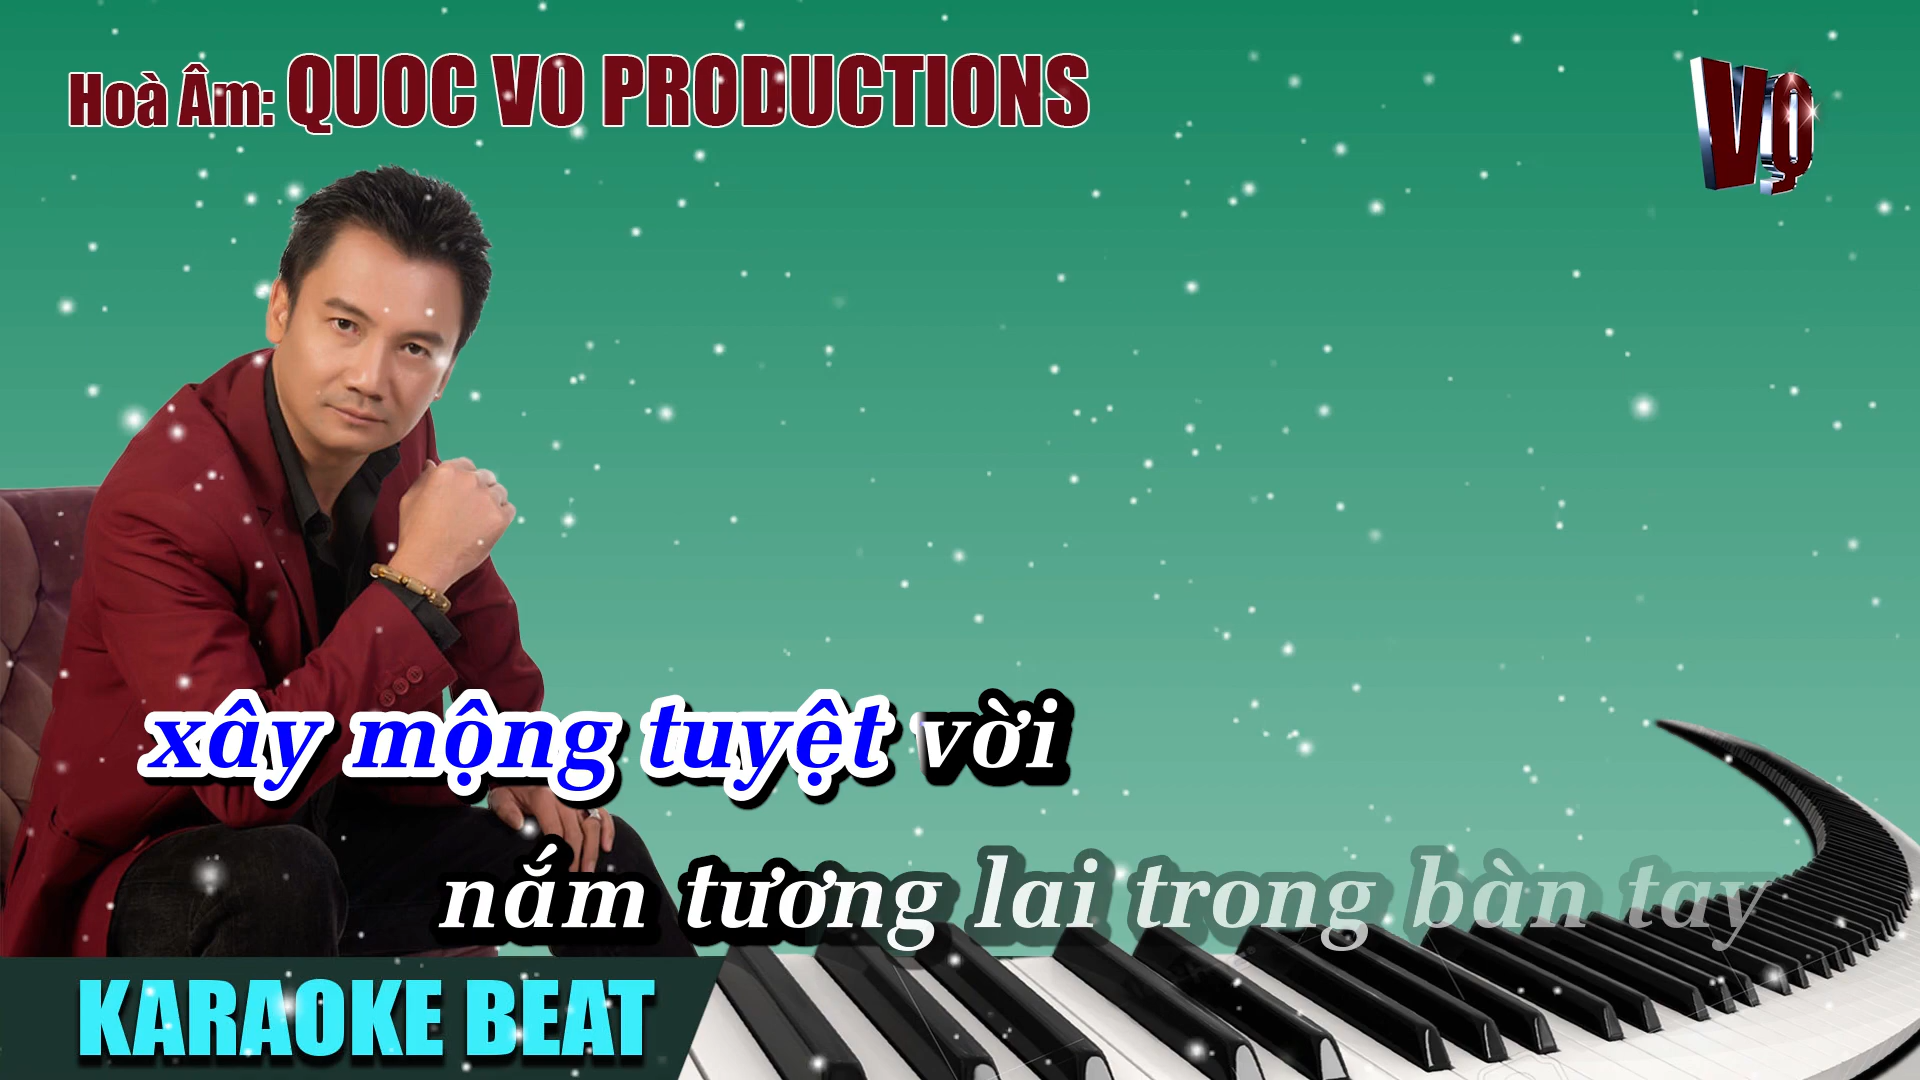 Hoà Âm: QUOC VO PRODUCTIONS
VQ
xây mộng tuyệt vời
nắm tương lai trong bàn tay
KARAOKE BEAT